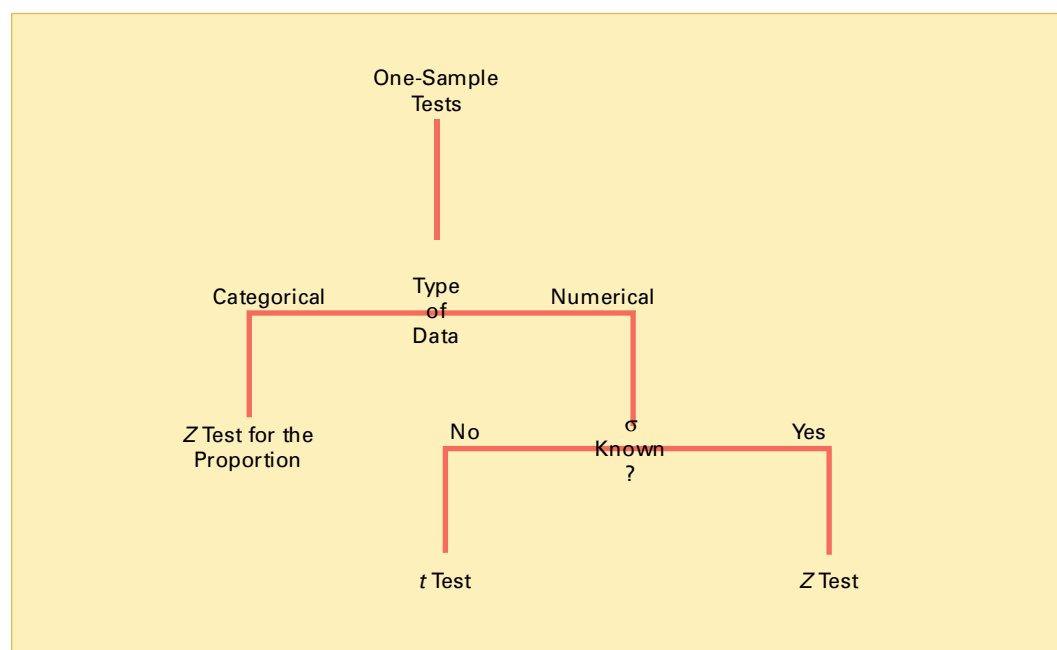 One-Sample
Tests
Categorical
Type
of
Data
Numerical
Z Test for the
Proportion
No
σ
Known
?
Yes
t Test
Z Test